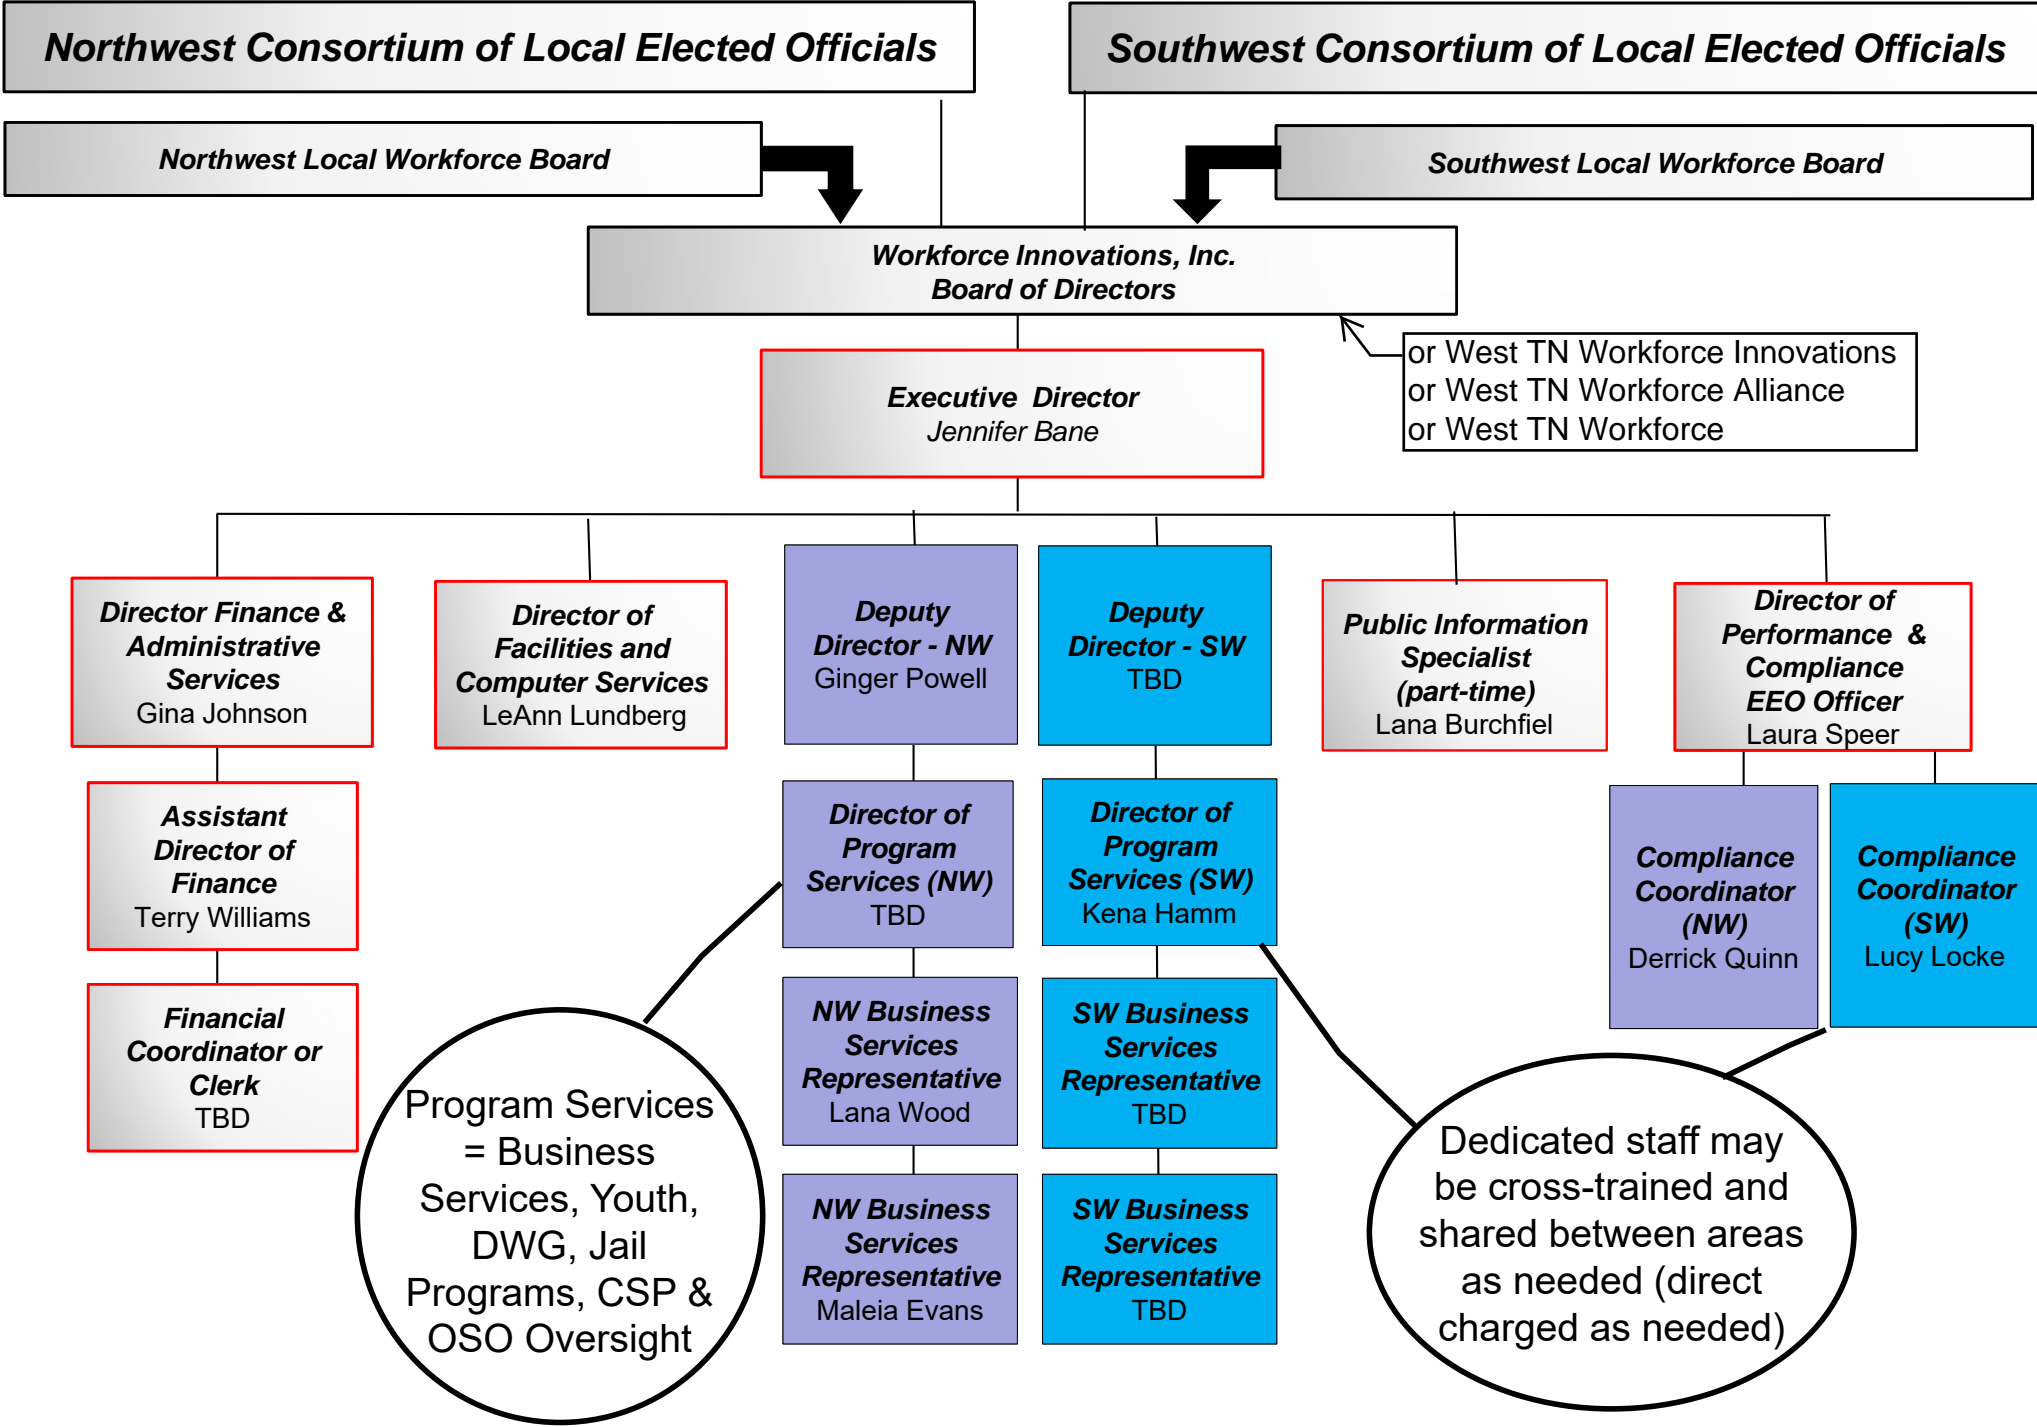 Northwest Consortium of Local Elected Officials
Southwest Consortium of Local Elected Officials
Northwest Local Workforce Board
Southwest Local Workforce Board
Workforce Innovations, Inc.
Board of Directors
or West TN Workforce Innovations
or West TN Workforce Alliance
or West TN Workforce
Executive Director
Jennifer Bane
Director Finance &
Administrative
Services
Gina Johnson
Director of
Facilities and
Computer Services
LeAnn Lundberg
Deputy
Director - NW
Ginger Powell
Deputy
Director - SW
TBD
Public Information
Specialist
(part-time)
Lana Burchfiel
Director of
Performance &
Compliance
EEO Officer
Laura Speer
Assistant
Director of
Finance
Terry Williams
Director of
Program
Services (NW)
TBD
Director of
Program
Services (SW)
Kena Hamm
Compliance
Coordinator
(NW)
Derrick Quinn
Compliance
Coordinator
(SW)
Lucy Locke
Financial
Coordinator or
Clerk
TBD
NW Business
Services
Representative
Lana Wood
SW Business
Services
Representative
TBD
Program Services
= Business
Services, Youth,
DWG, Jail
Programs, CSP &
OSO Oversight
NW Business
Services
Representative
Maleia Evans
SW Business
Services
Representative
TBD
Dedicated staff may
be cross-trained and
shared between areas
as needed (direct
charged as needed)